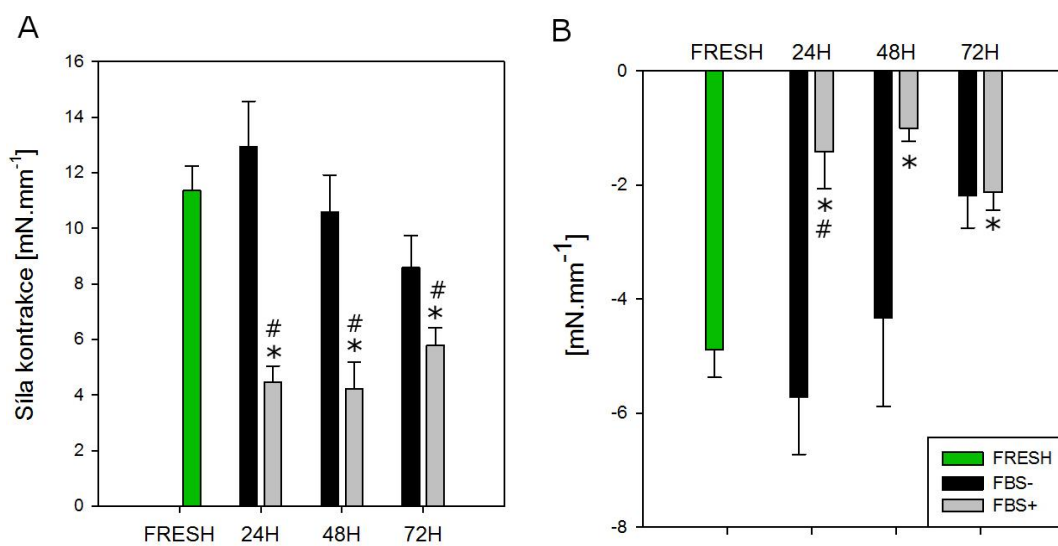 A
Síla kontrakce [mN.mm-1]
16
14
12
10
8
6
4
2
0
# * # * # *
FRESH 24H 48H 72H
B
[mN.mm-1]
FRESH 24H 48H 72H
0
-2
-4
-6
-8
* # * *
FRESH
FBS-
FBS+